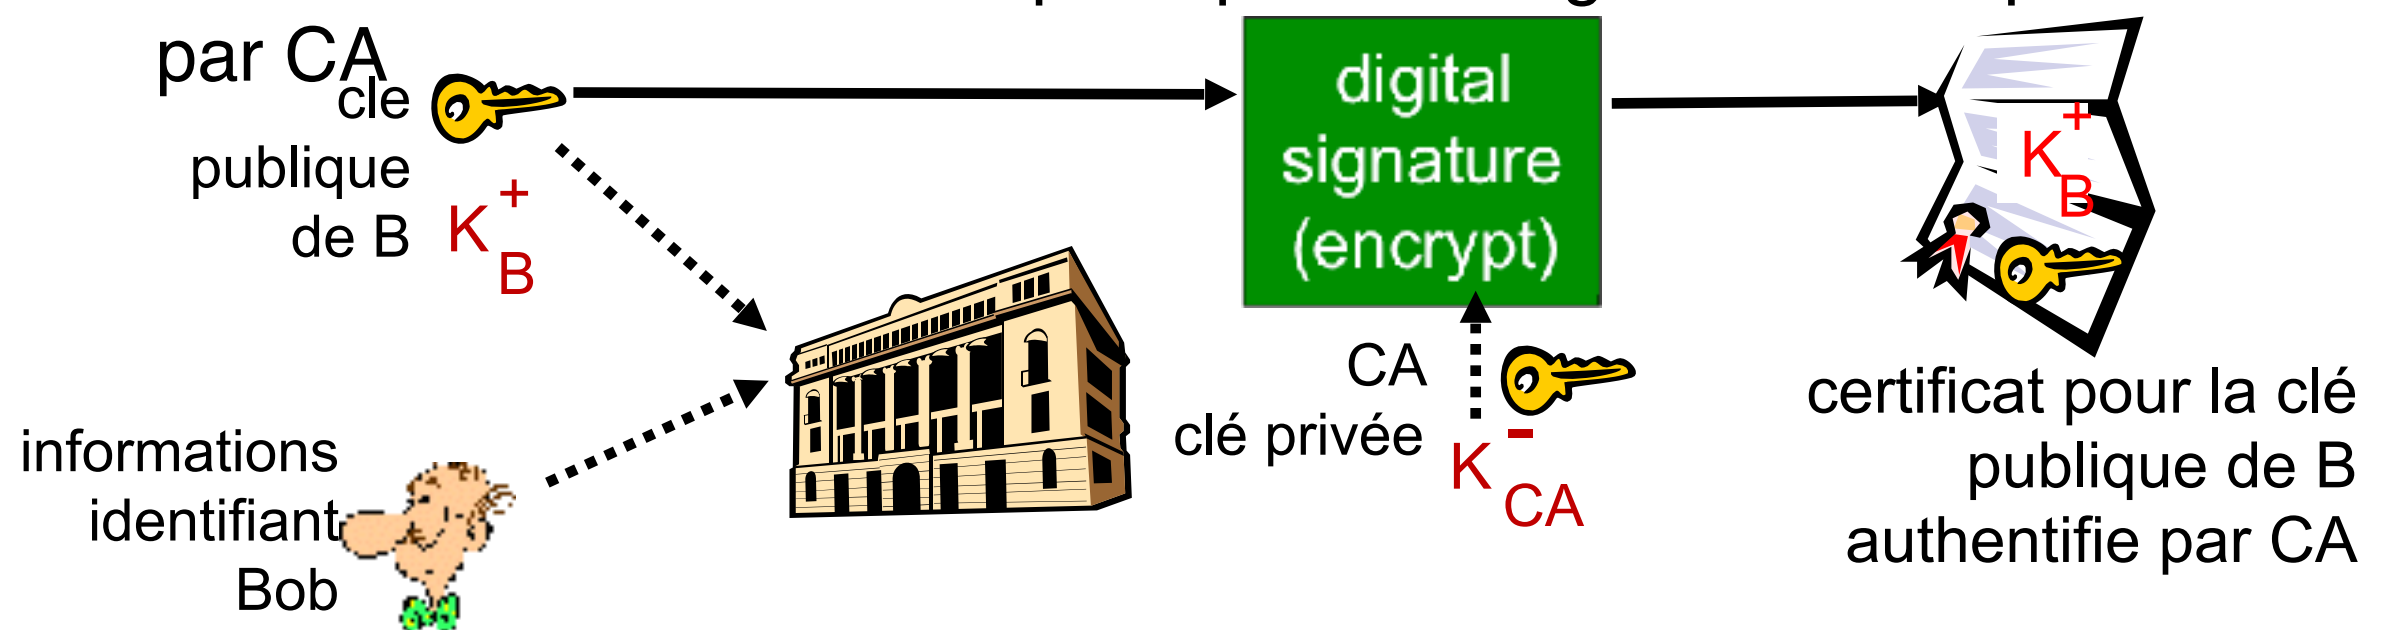 par CA
cle
publique
de B
K+B
digital
signature
(encrypt)
K+B
informations
identifiant
Bob
CA
clé privée
K-CA
certificat pour la clé
publique de B
authentifie par CA